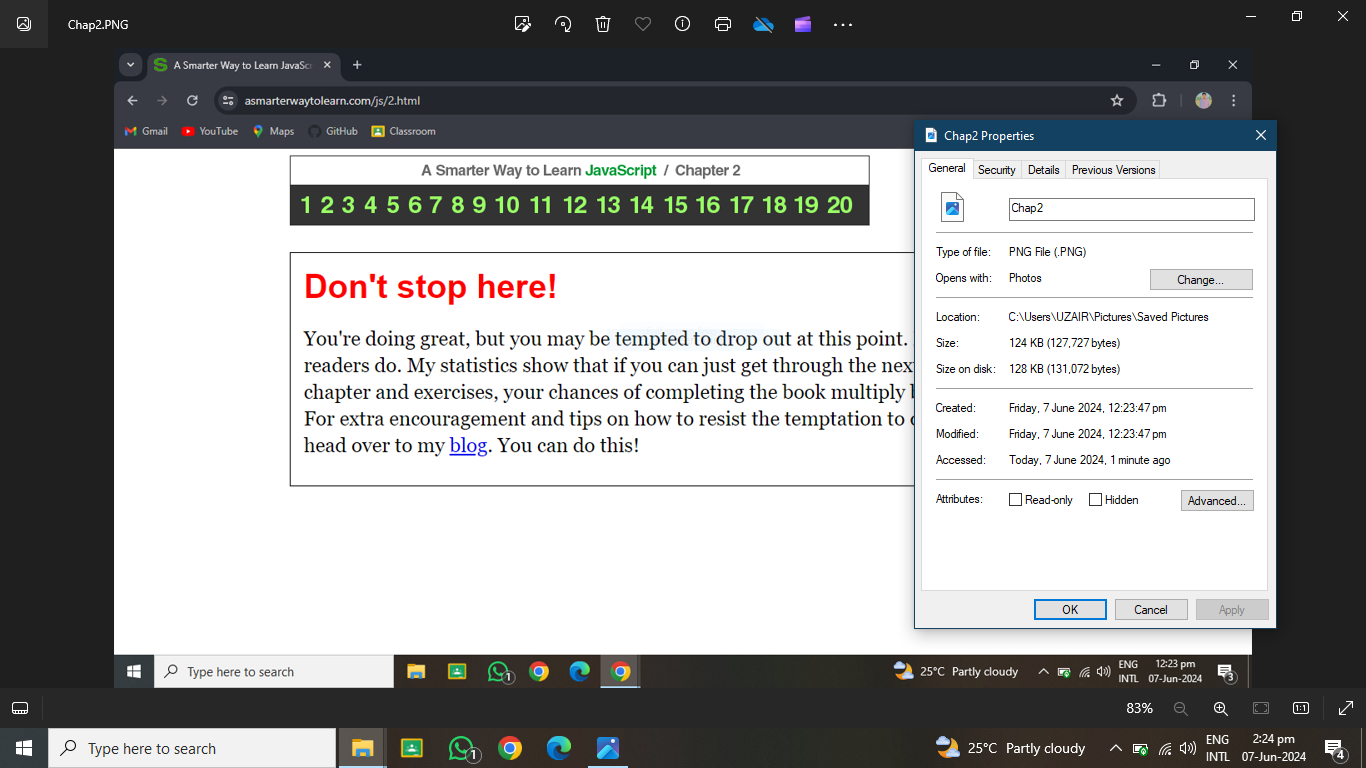 Chap2.PNG
A Smarter Way to Learn JavaSc
asmarterwaytolearn.com/js/2.html
Gmail YouTube Maps GitHub Classroom
A Smarter Way to Learn JavaScript / Chapter 2
1 2 3 4 5 6 7 8 9 10 11 12 13 14 15 16 17 18 19 20
Don't stop here!
You're doing great, but you may be tempted to drop out at this point.
readers do. My statistics show that if you can just get through the nex
chapter and exercises, your chances of completing the book multiply
For extra encouragement and tips on how to resist the temptation to
head over to my blog. You can do this!
Chap2 Properties
General Security Details Previous Versions
Chap2
Type of file: PNG File (.PNG)
Opens with: Photos Change...
Location: C:\Users\UZAIR\Pictures\Saved Pictures
Size: 124 KB (127,727 bytes)
Size on disk: 128 KB (131,072 bytes)
Created: Friday, 7 June 2024, 12:23:47 pm
Modified: Friday, 7 June 2024, 12:23:47 pm
Accessed: Today, 7 June 2024, 1 minute ago
Attributes: Read-only Hidden Advanced...
OK Cancel Apply
Type here to search 1 25°C Partly cloudy ENG 12:23 pm
INTL 07-Jun-2024 3
83% 1:1
Type here to search 1 25°C Partly cloudy ENG 2:24 pm
INTL 07-Jun-2024 4